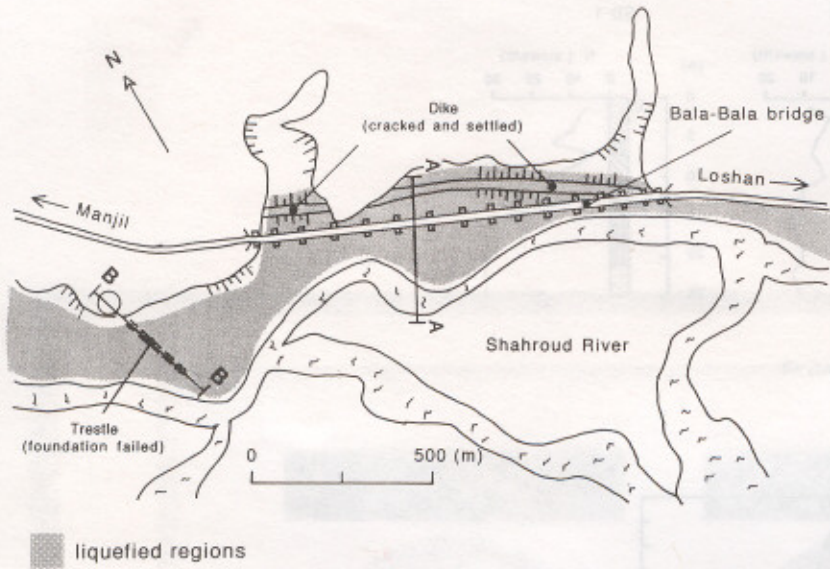 N
Dike
(cracked and settled)
Bala-Bala bridge
Loshan
Manjil
A
A
B
B
Shahroud River
Trestle
(foundation failed)
0 500 (m)
liquefied regions